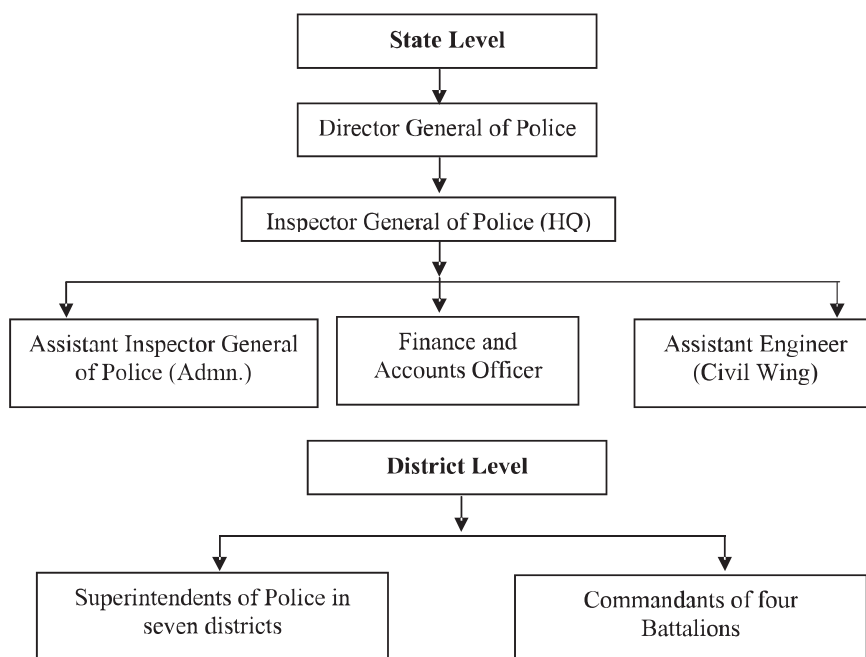 State Level
Director General of Police
Inspector General of Police (HQ)
Assistant Inspector General
of Police (Admn.)
Finance and
Accounts Officer
Assistant Engineer
(Civil Wing)
District Level
Superintendents of Police in
seven districts
Commandants of four
Battalions